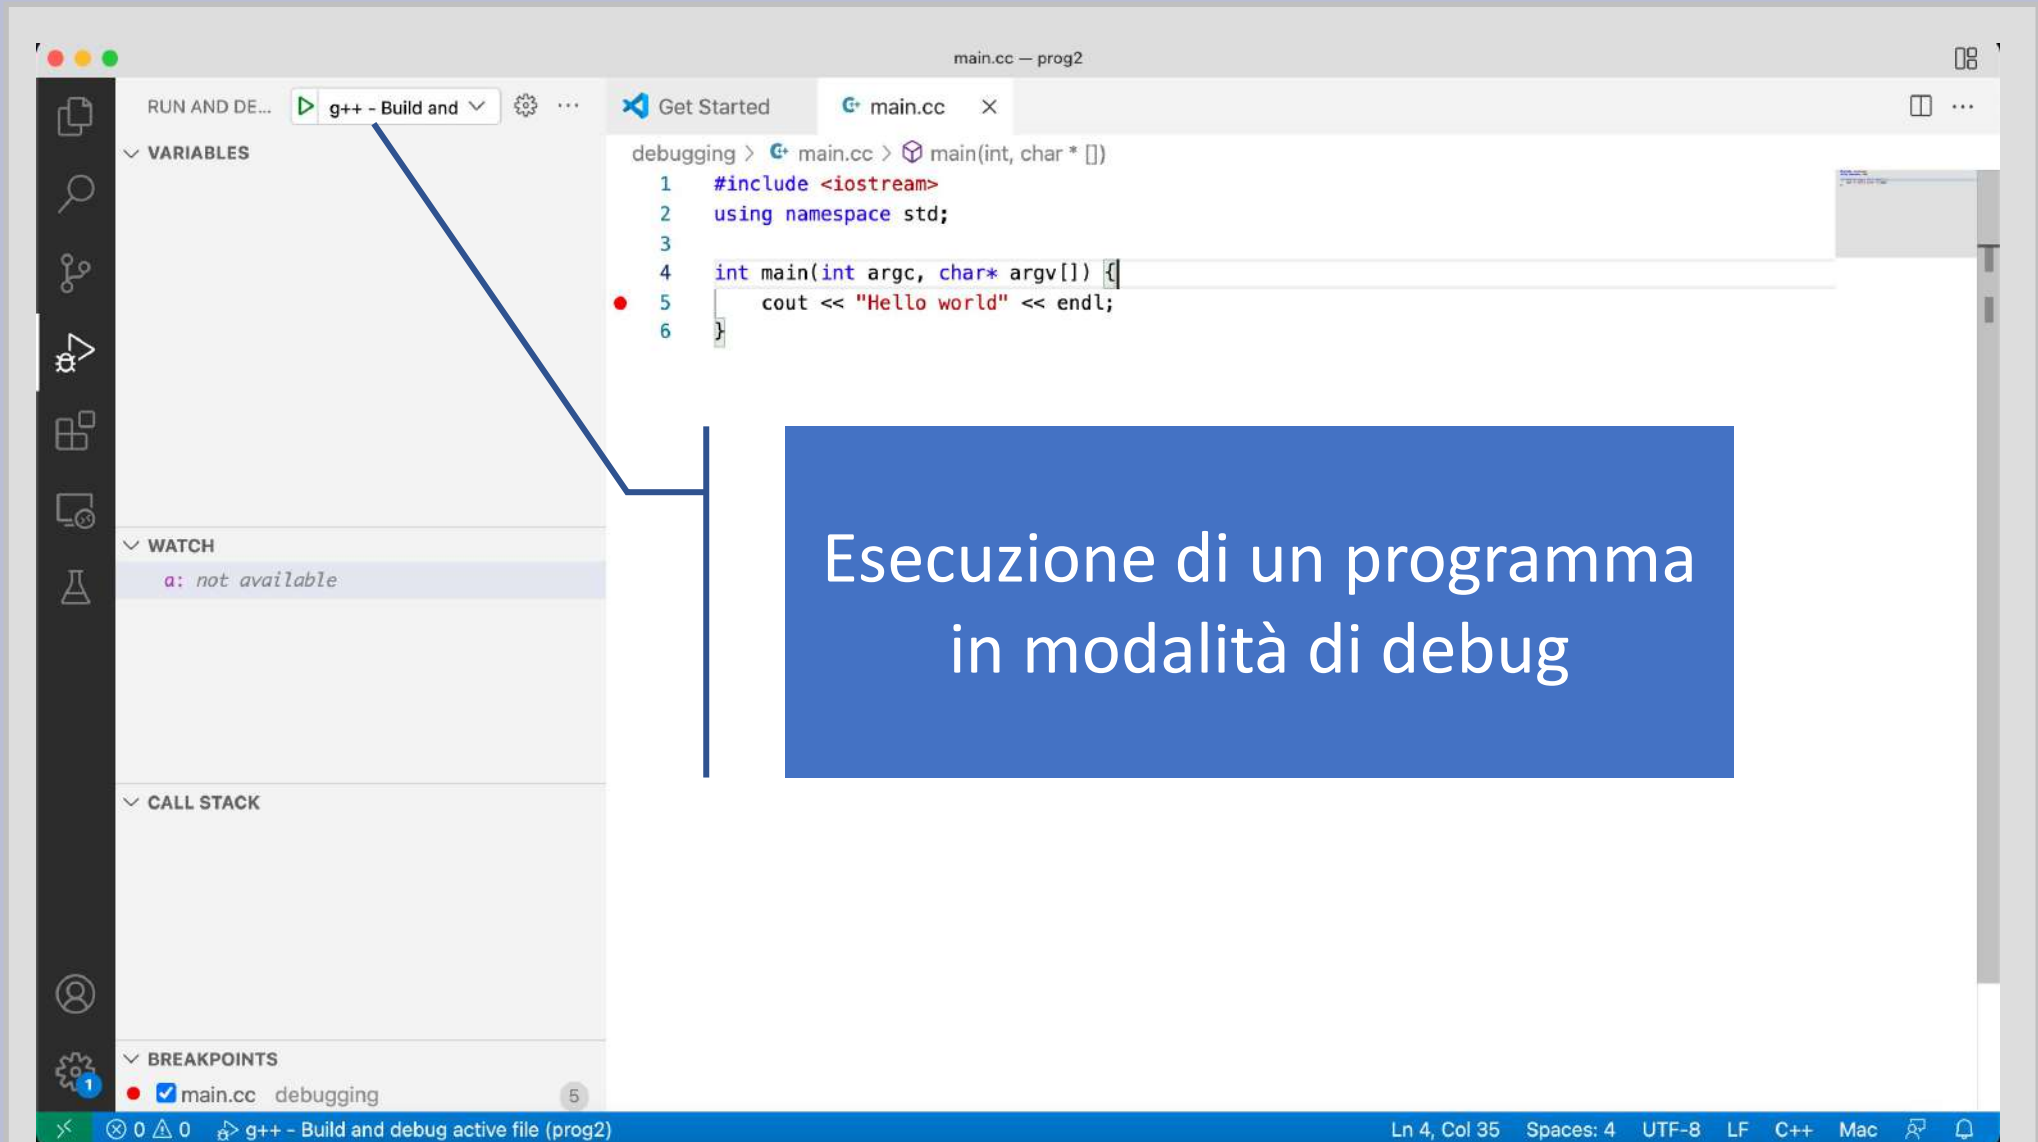 main.cc — prog2
RUN AND DE... g++ - Build and
Get Started main.cc
VARIABLES
debugging > main.cc > main(int, char * [])
1 #include <iostream>
2 using namespace std;
3
4 int main(int argc, char* argv[]) {
5 cout << "Hello world" << endl;
6 }
Esecuzione di un programma
in modalità di debug
WATCH
a: not available
CALL STACK
BREAKPOINTS
main.cc debugging 5
1
0 0 g++ - Build and debug active file (prog2)
Ln 4, Col 35 Spaces: 4 UTF-8 LF C++ Mac